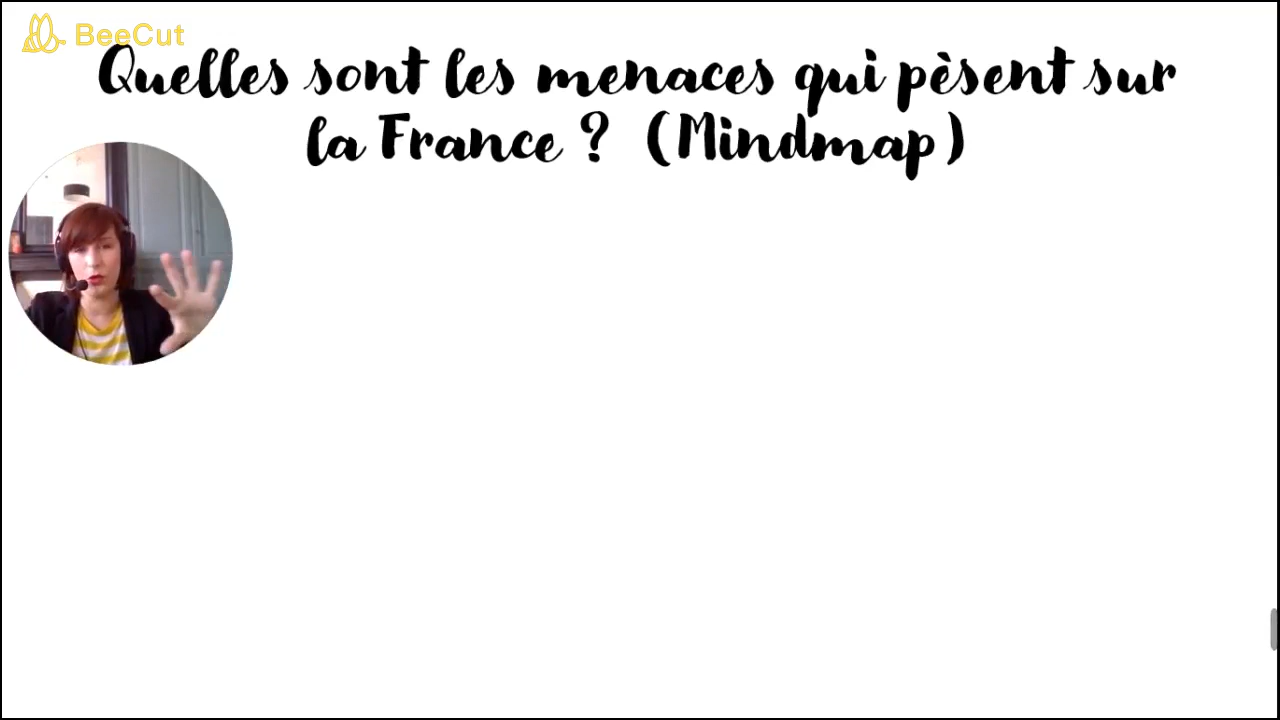 BeeCut
Quelles sont les menaces qui pèsent sur
la France ? (Mindmap)